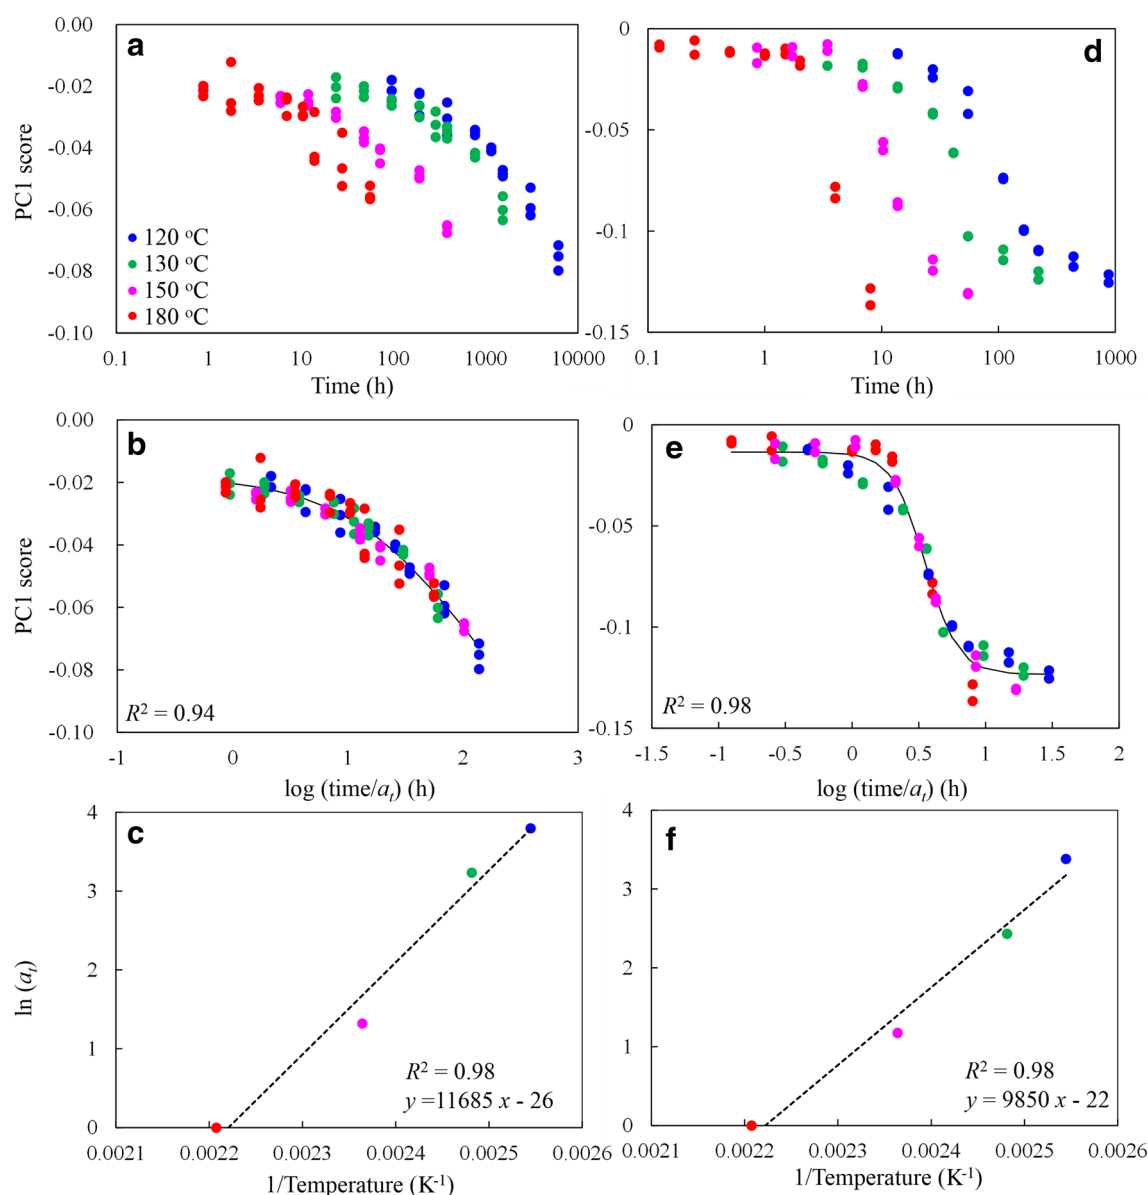 a
0.00
-0.02
-0.04
-0.06
-0.08
-0.10
PC1 score
120 °C
130 °C
150 °C
180 °C
0.1
1
10
100
1000
10000
Time (h)
d
0
-0.05
-0.1
-0.15
0.1
1
10
100
1000
Time (h)
b
0.00
-0.02
-0.04
-0.06
-0.08
-0.10
PC1 score
R² = 0.94
-1
0
1
2
3
log (time/aₜ) (h)
e
0
-0.05
-0.1
-0.15
R² = 0.98
-1.5
-1
-0.5
0
0.5
1
1.5
2
log (time/aₜ) (h)
c
4
3
2
1
0
ln (aₜ)
R² = 0.98
y =11685 x - 26
0.0021
0.0022
0.0023
0.0024
0.0025
0.0026
1/Temperature (K⁻¹)
f
4
3
2
1
0
R² = 0.98
y = 9850 x - 22
0.0021
0.0022
0.0023
0.0024
0.0025
0.0026
1/Temperature (K⁻¹)